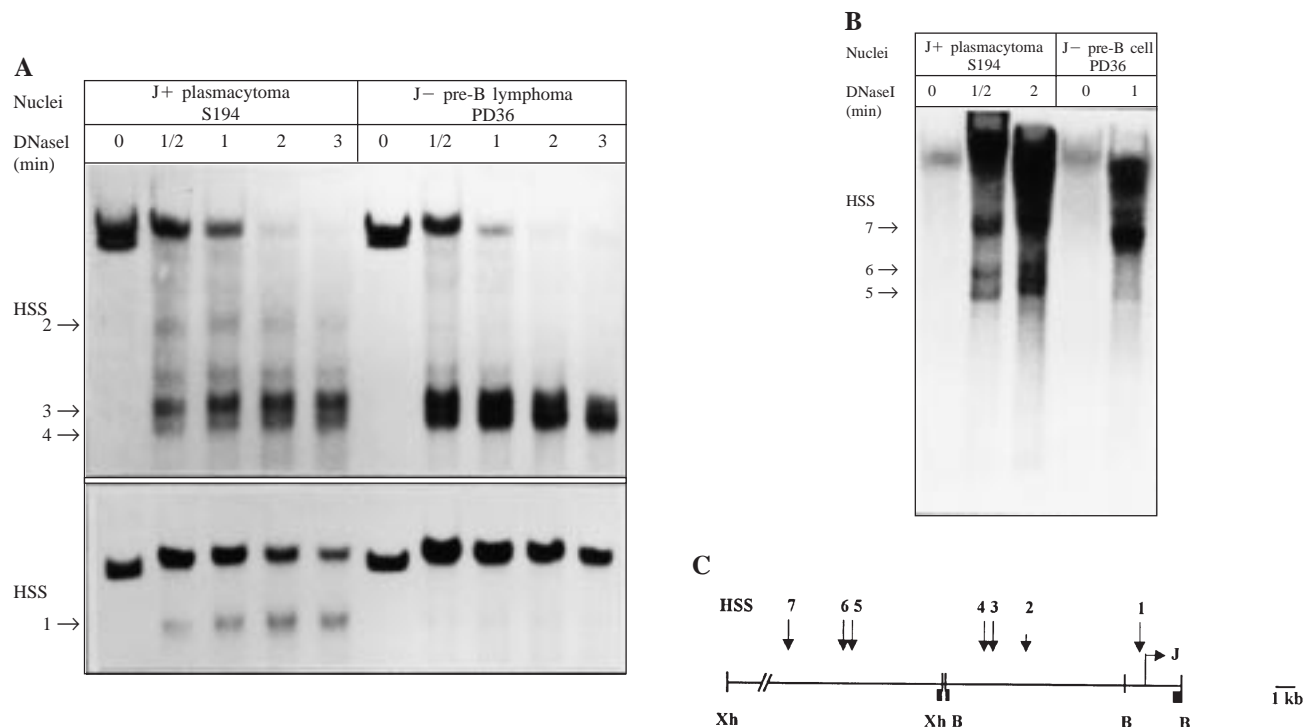 A
Nuclei
J+ plasmacytoma
S194
J− pre-B lymphoma
PD36
DNaseI
(min)
0 1/2 1 2 3 0 1/2 1 2 3
HSS
2 →
3 →
4 →
HSS
1 →
B
Nuclei
J+ plasmacytoma
S194
J− pre-B cell
PD36
DNaseI
(min)
0 1/2 2 0 1
HSS
7 →
6 →
5 →
C
HSS 7 6 5 4 3 2 1
J
Xh Xh B B B
1 kb